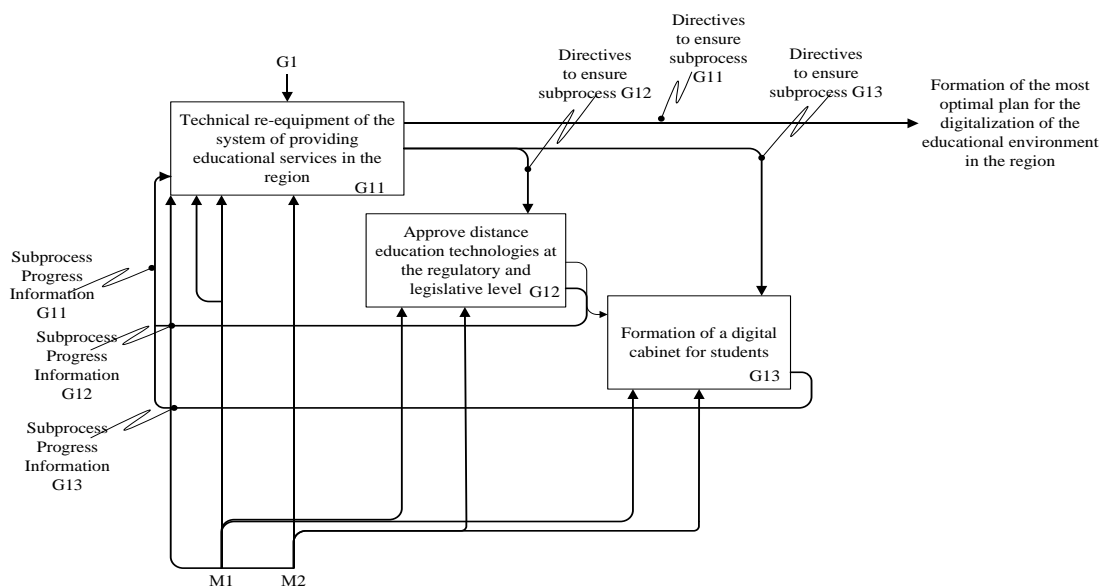 Directives
to ensure
subprocess
G11
Directives
to ensure
subprocess G12
Directives
to ensure
subprocess G13
G1
Formation of the most
optimal plan for the
digitalization of the
educational environment
in the region
Technical re-equipment of the
system of providing
educational services in the
region
G11
Approve distance
education technologies at
the regulatory and
legislative level
G12
Subprocess
Progress
Information
G11
Formation of a digital
cabinet for students
G13
Subprocess
Progress
Information
G12
Subprocess
Progress
Information
G13
M1
M2